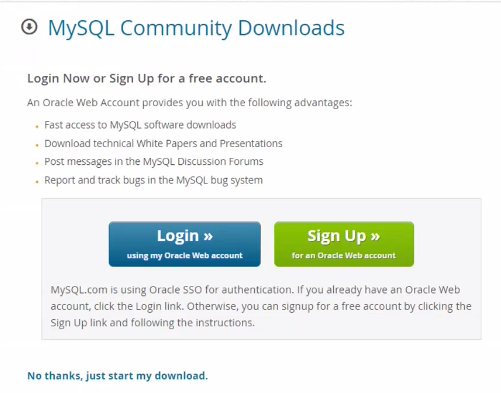 MySQL Community Downloads
Login Now or Sign Up for a free account.
An Oracle Web Account provides you with the following advantages:
Fast access to MySQL software downloads
Download technical White Papers and Presentations
Post messages in the MySQL Discussion Forums
Report and track bugs in the MySQL bug system
Login »
using my Oracle Web account
Sign Up »
for an Oracle Web account
MySQL.com is using Oracle SSO for authentication. If you already have an Oracle Web
account, click the Login link. Otherwise, you can signup for a free account by clicking the
Sign Up link and following the instructions.
No thanks, just start my download.